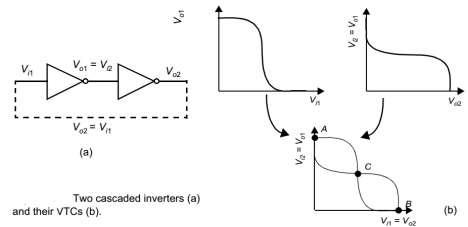 V_i1
V_o1 = V_i2
V_o2
V_o2 = V_i1
(a)
V_o1
V_i1
V_i2 = V_o1
V_o2
V_i2 = V_o1
A
C
B
V_i1 = V_o2
(b)
Two cascaded inverters (a)
and their VTCs (b).